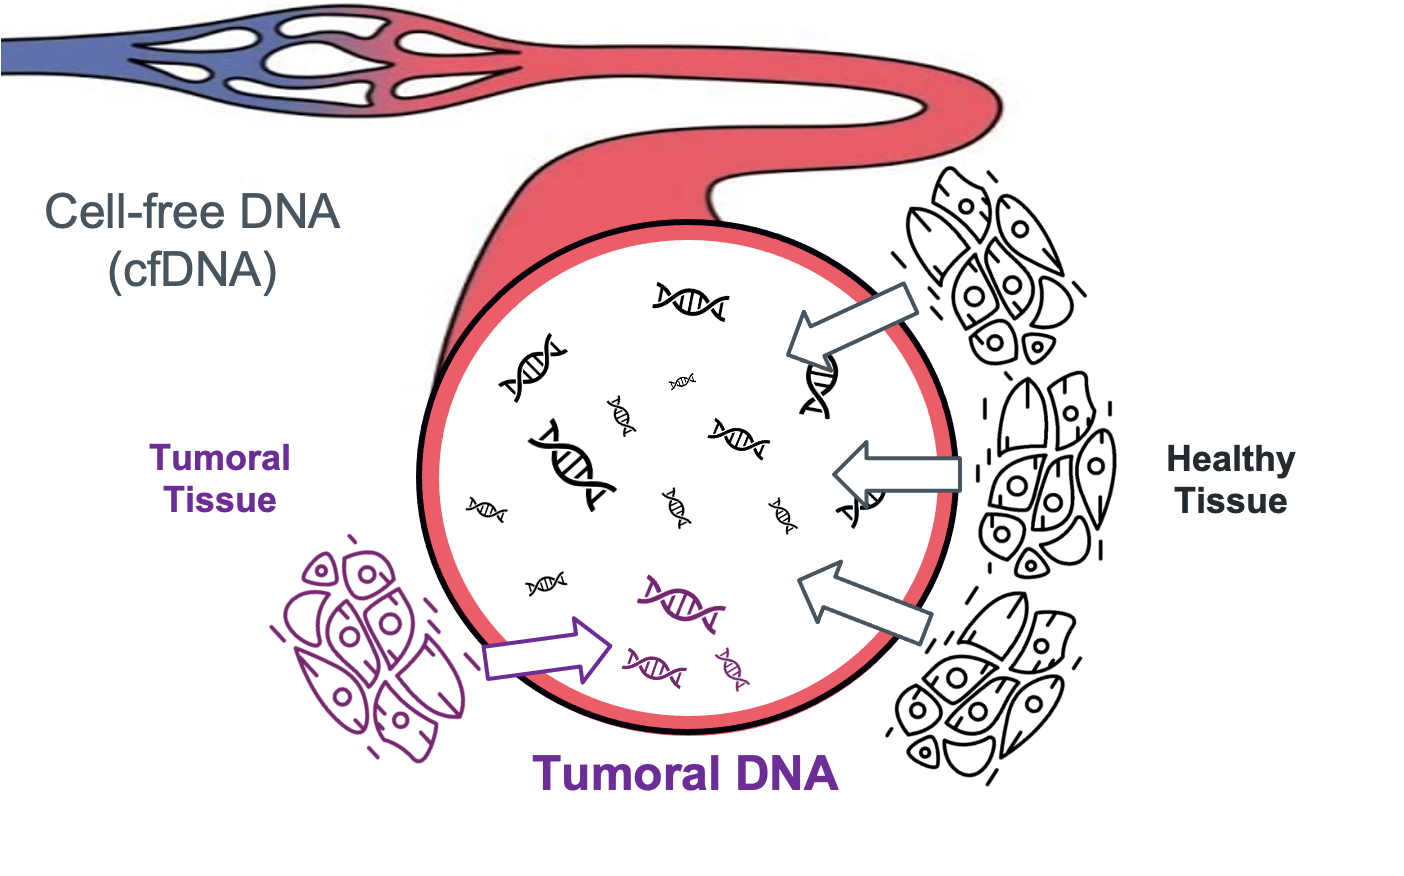 Cell-free DNA
(cfDNA)
Tumoral
Tissue
Healthy
Tissue
Tumoral DNA